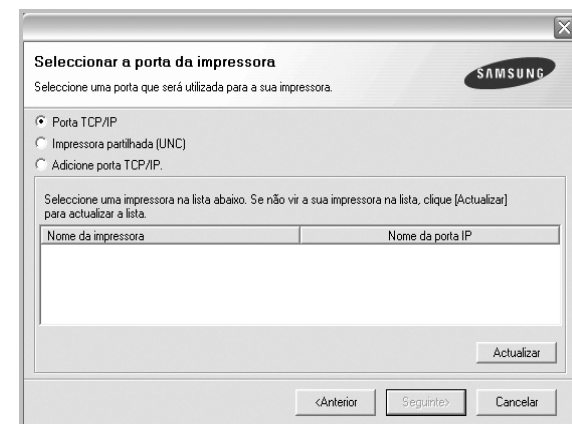 Seleccionar a porta da impressora
Seleccione uma porta que será utilizada para a sua impressora.
SAMSUNG
Porta TCP/IP
Impressora partilhada (UNC)
Adicione porta TCP/IP.
Seleccione uma impressora na lista abaixo. Se não vir a sua impressora na lista, clique [Actualizar]
para actualizar a lista.
Nome da impressora Nome da porta IP
Actualizar
<Anterior Seguinte> Cancelar